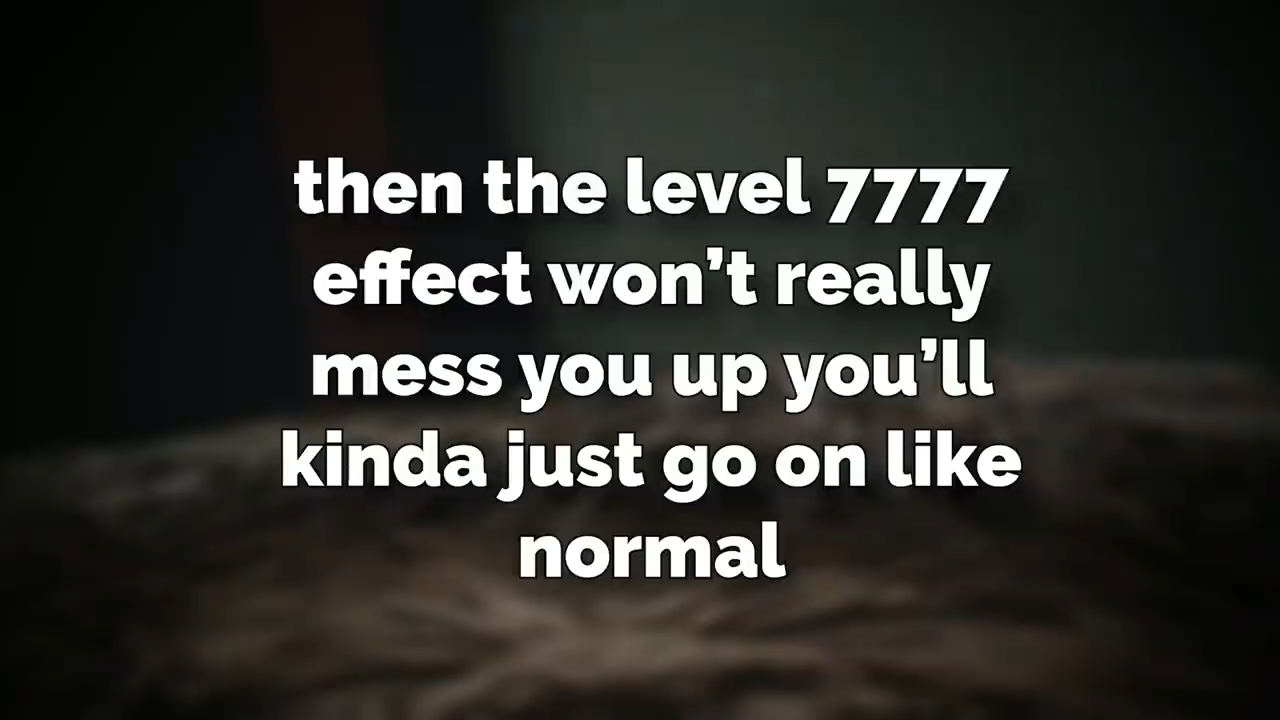 then the level 7777
effect won’t really
mess you up you’ll
kinda just go on like
normal